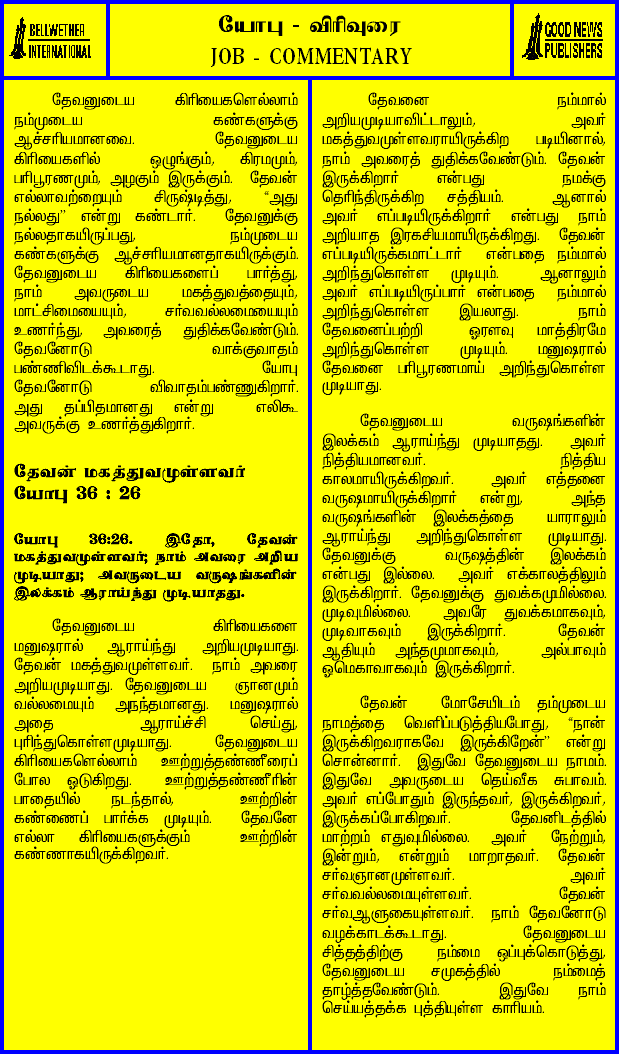 BELLWETHER
INTERNATIONAL
யோபு - விரிவுரை
JOB - COMMENTARY
GOOD NEWS
PUBLISHERS
தேவனுடைய கிரியைகளெல்லாம்
நம்முடைய கண்களுக்கு
ஆச்சரியமானவை. தேவனுடைய
கிரியைகளில் ஒழுங்கும், கிரமமும்,
பரிபூரணமும், அழகும் இருக்கும். தேவன்
எல்லாவற்றையும் சிருஷ்டித்து, “அது
நல்லது” என்று கண்டார். தேவனுக்கு
நல்லதாகயிருப்பது, நம்முடைய
கண்களுக்கு ஆச்சரியமானதாகயிருக்கும்.
தேவனுடைய கிரியைகளைப் பார்த்து,
நாம் அவருடைய மகத்துவத்தையும்,
மாட்சிமையையும், சர்வவல்லமையையும்
உணர்ந்து, அவரைத் துதிக்கவேண்டும்.
தேவனோடு வாக்குவாதம்
பண்ணிவிடக்கூடாது. யோபு
தேவனோடு விவாதம்பண்ணுகிறார்.
அது தப்பிதமானது என்று எலிகூ
அவருக்கு உணர்த்துகிறார்.
தேவன் மகத்துவமுள்ளவர்
யோபு 36 : 26
யோபு 36:26. இதோ, தேவன்
மகத்துவமுள்ளவர்; நாம் அவரை அறிய
முடியாது; அவருடைய வருஷங்களின்
இலக்கம் ஆராய்ந்து முடியாதது.
தேவனுடைய கிரியைகளை
மனுஷரால் ஆராய்ந்து அறியமுடியாது.
தேவன் மகத்துவமுள்ளவர். நாம் அவரை
அறியமுடியாது. தேவனுடைய ஞானமும்
வல்லமையும் அநந்தமானது. மனுஷரால்
அதை ஆராய்ச்சி செய்து,
புரிந்துகொள்ளமுடியாது. தேவனுடைய
கிரியைகளெல்லாம் ஊற்றுத்தண்ணீரைப்
போல ஓடுகிறது. ஊற்றுத்தண்ணீரின்
பாதையில் நடந்தால், ஊற்றின்
கண்ணைப் பார்க்க முடியும். தேவனே
எல்லா கிரியைகளுக்கும் ஊற்றின்
கண்ணாகயிருக்கிறவர்.
தேவனை நம்மால்
அறியமுடியாவிட்டாலும், அவர்
மகத்துவமுள்ளவராயிருக்கிற படியினால்,
நாம் அவரைத் துதிக்கவேண்டும். தேவன்
இருக்கிறார் என்பது நமக்கு
தெரிந்திருக்கிற சத்தியம். ஆனால்
அவர் எப்படியிருக்கிறார் என்பது நாம்
அறியாத இரகசியமாயிருக்கிறது. தேவன்
எப்படியிருக்கமாட்டார் என்பதை நம்மால்
அறிந்துகொள்ள முடியும். ஆனாலும்
அவர் எப்படியிருப்பார் என்பதை நம்மால்
அறிந்துகொள்ள இயலாது. நாம்
தேவனைப்பற்றி ஓரளவு மாத்திரமே
அறிந்துகொள்ள முடியும். மனுஷரால்
தேவனை பரிபூரணமாய் அறிந்துகொள்ள
முடியாது.
தேவனுடைய வருஷங்களின்
இலக்கம் ஆராய்ந்து முடியாதது. அவர்
நித்தியமானவர். நித்திய
காலமாயிருக்கிறவர். அவர் எத்தனை
வருஷமாயிருக்கிறார் என்று, அந்த
வருஷங்களின் இலக்கத்தை யாராலும்
ஆராய்ந்து அறிந்துகொள்ள முடியாது.
தேவனுக்கு வருஷத்தின் இலக்கம்
என்பது இல்லை. அவர் எக்காலத்திலும்
இருக்கிறார். தேவனுக்கு துவக்கமுமில்லை.
முடிவுமில்லை. அவரே துவக்கமாகவும்,
முடிவாகவும் இருக்கிறார். தேவன்
ஆதியும் அந்தமுமாகவும், அல்பாவும்
ஓமெகாவாகவும் இருக்கிறார்.
தேவன் மோசேயிடம் தம்முடைய
நாமத்தை வெளிப்படுத்தியபோது, “நான்
இருக்கிறவராகவே இருக்கிறேன்” என்று
சொன்னார். இதுவே தேவனுடைய நாமம்.
இதுவே அவருடைய தெய்வீக சுபாவம்.
அவர் எப்போதும் இருந்தவர், இருக்கிறவர்,
இருக்கப்போகிறவர். தேவனிடத்தில்
மாற்றம் எதுவுமில்லை. அவர் நேற்றும்,
இன்றும், என்றும் மாறாதவர். தேவன்
சர்வஞானமுள்ளவர். அவர்
சர்வவல்லமையுள்ளவர். தேவன்
சர்வஆளுகையுள்ளவர். நாம் தேவனோடு
வழக்காடக்கூடாது. தேவனுடைய
சித்தத்திற்கு நம்மை ஒப்புக்கொடுத்து,
தேவனுடைய சமுகத்தில் நம்மைத்
தாழ்த்தவேண்டும். இதுவே நாம்
செய்யத்தக்க புத்தியுள்ள காரியம்.